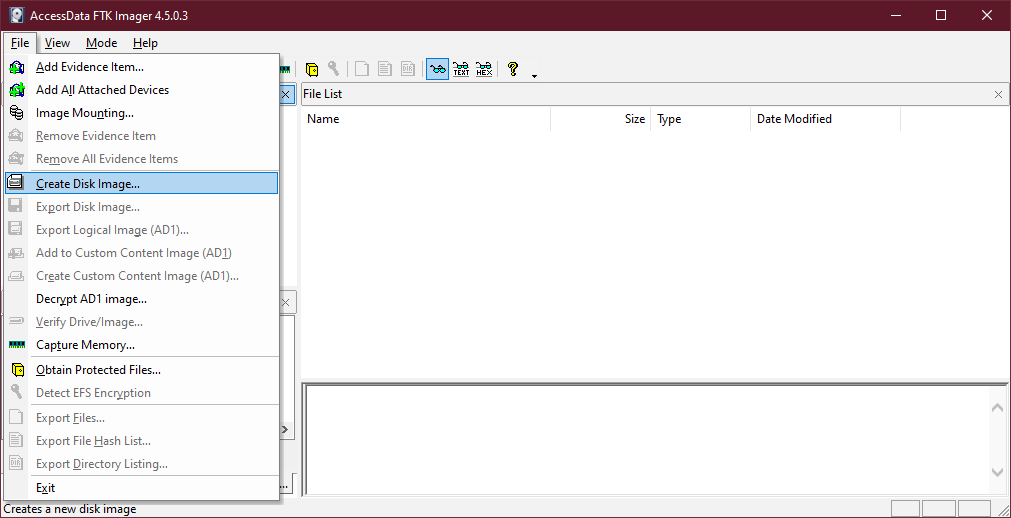 AccessData FTK Imager 4.5.0.3
File View Mode Help
TEXT HEX ?
Add Evidence Item...
Add All Attached Devices
Image Mounting...
Remove Evidence Item
Remove All Evidence Items
Create Disk Image...
Export Disk Image...
Export Logical Image (AD1)...
Add to Custom Content Image (AD1)
Create Custom Content Image (AD1)...
Decrypt AD1 image...
Verify Drive/Image...
Capture Memory...
Obtain Protected Files...
Detect EFS Encryption
Export Files...
Export File Hash List...
DIR Export Directory Listing...
Exit
...
File List
Name Size Type Date Modified
Creates a new disk image